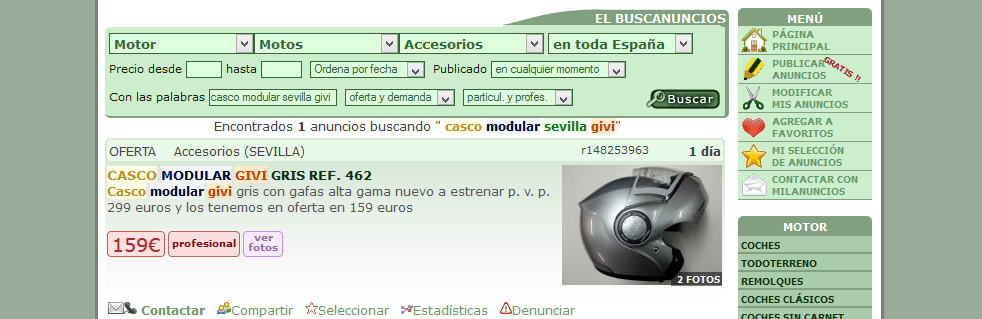 EL BUSCANUNCIOS
Motor Motos Accesorios en toda España
Precio desde hasta Ordena por fecha Publicado en cualquier momento
Con las palabras casco modular sevilla givi oferta y demanda particul. y profes. Buscar
Encontrados 1 anuncios buscando " casco modular sevilla givi"
OFERTA Accesorios (SEVILLA) r148253963 1 día
CASCO MODULAR GIVI GRIS REF. 462
Casco modular givi gris con gafas alta gama nuevo a estrenar p. v. p.
299 euros y los tenemos en oferta en 159 euros
159€ profesional ver
fotos
2 FOTOS
Contactar Compartir Seleccionar Estadísticas Denunciar
MENÚ
PÁGINA
PRINCIPAL
PUBLICAR
ANUNCIOS
GRATIS !!
MODIFICAR
MIS ANUNCIOS
AGREGAR A
FAVORITOS
MI SELECCIÓN
DE ANUNCIOS
CONTACTAR CON
MILANUNCIOS
MOTOR
COCHES
TODOTERRENO
REMOLQUES
COCHES CLÁSICOS
COCHES SIN CARNET